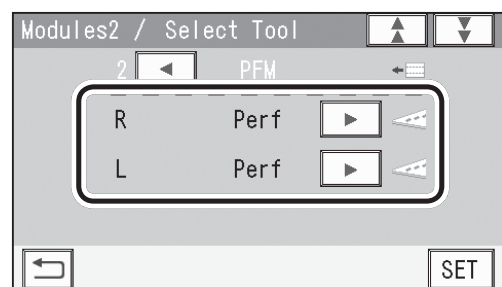 Modules2 / Select Tool
2 PFM
R Perf
L Perf
SET